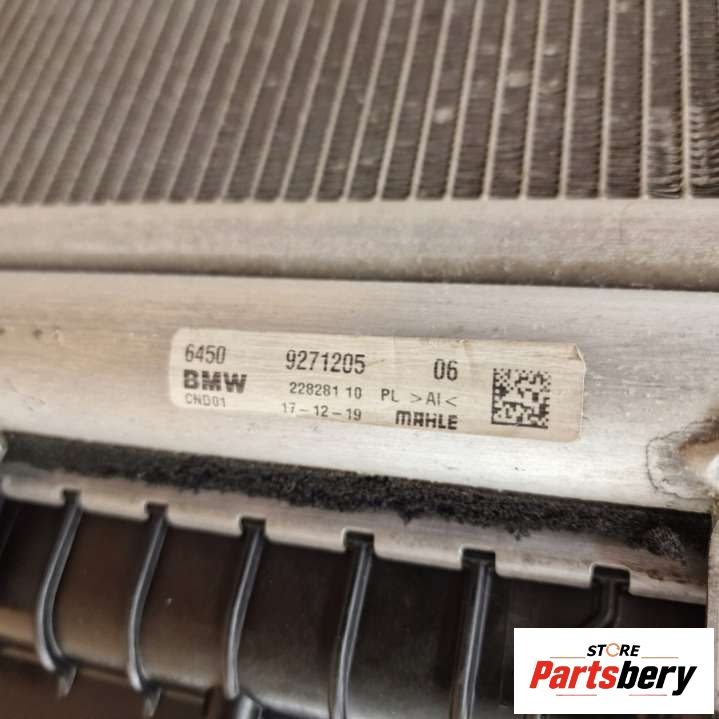 6450 9271205 06
BMW 228281 10 PL >Al<
CND01 17-12-19 MAHLE
STORE
Partsbery